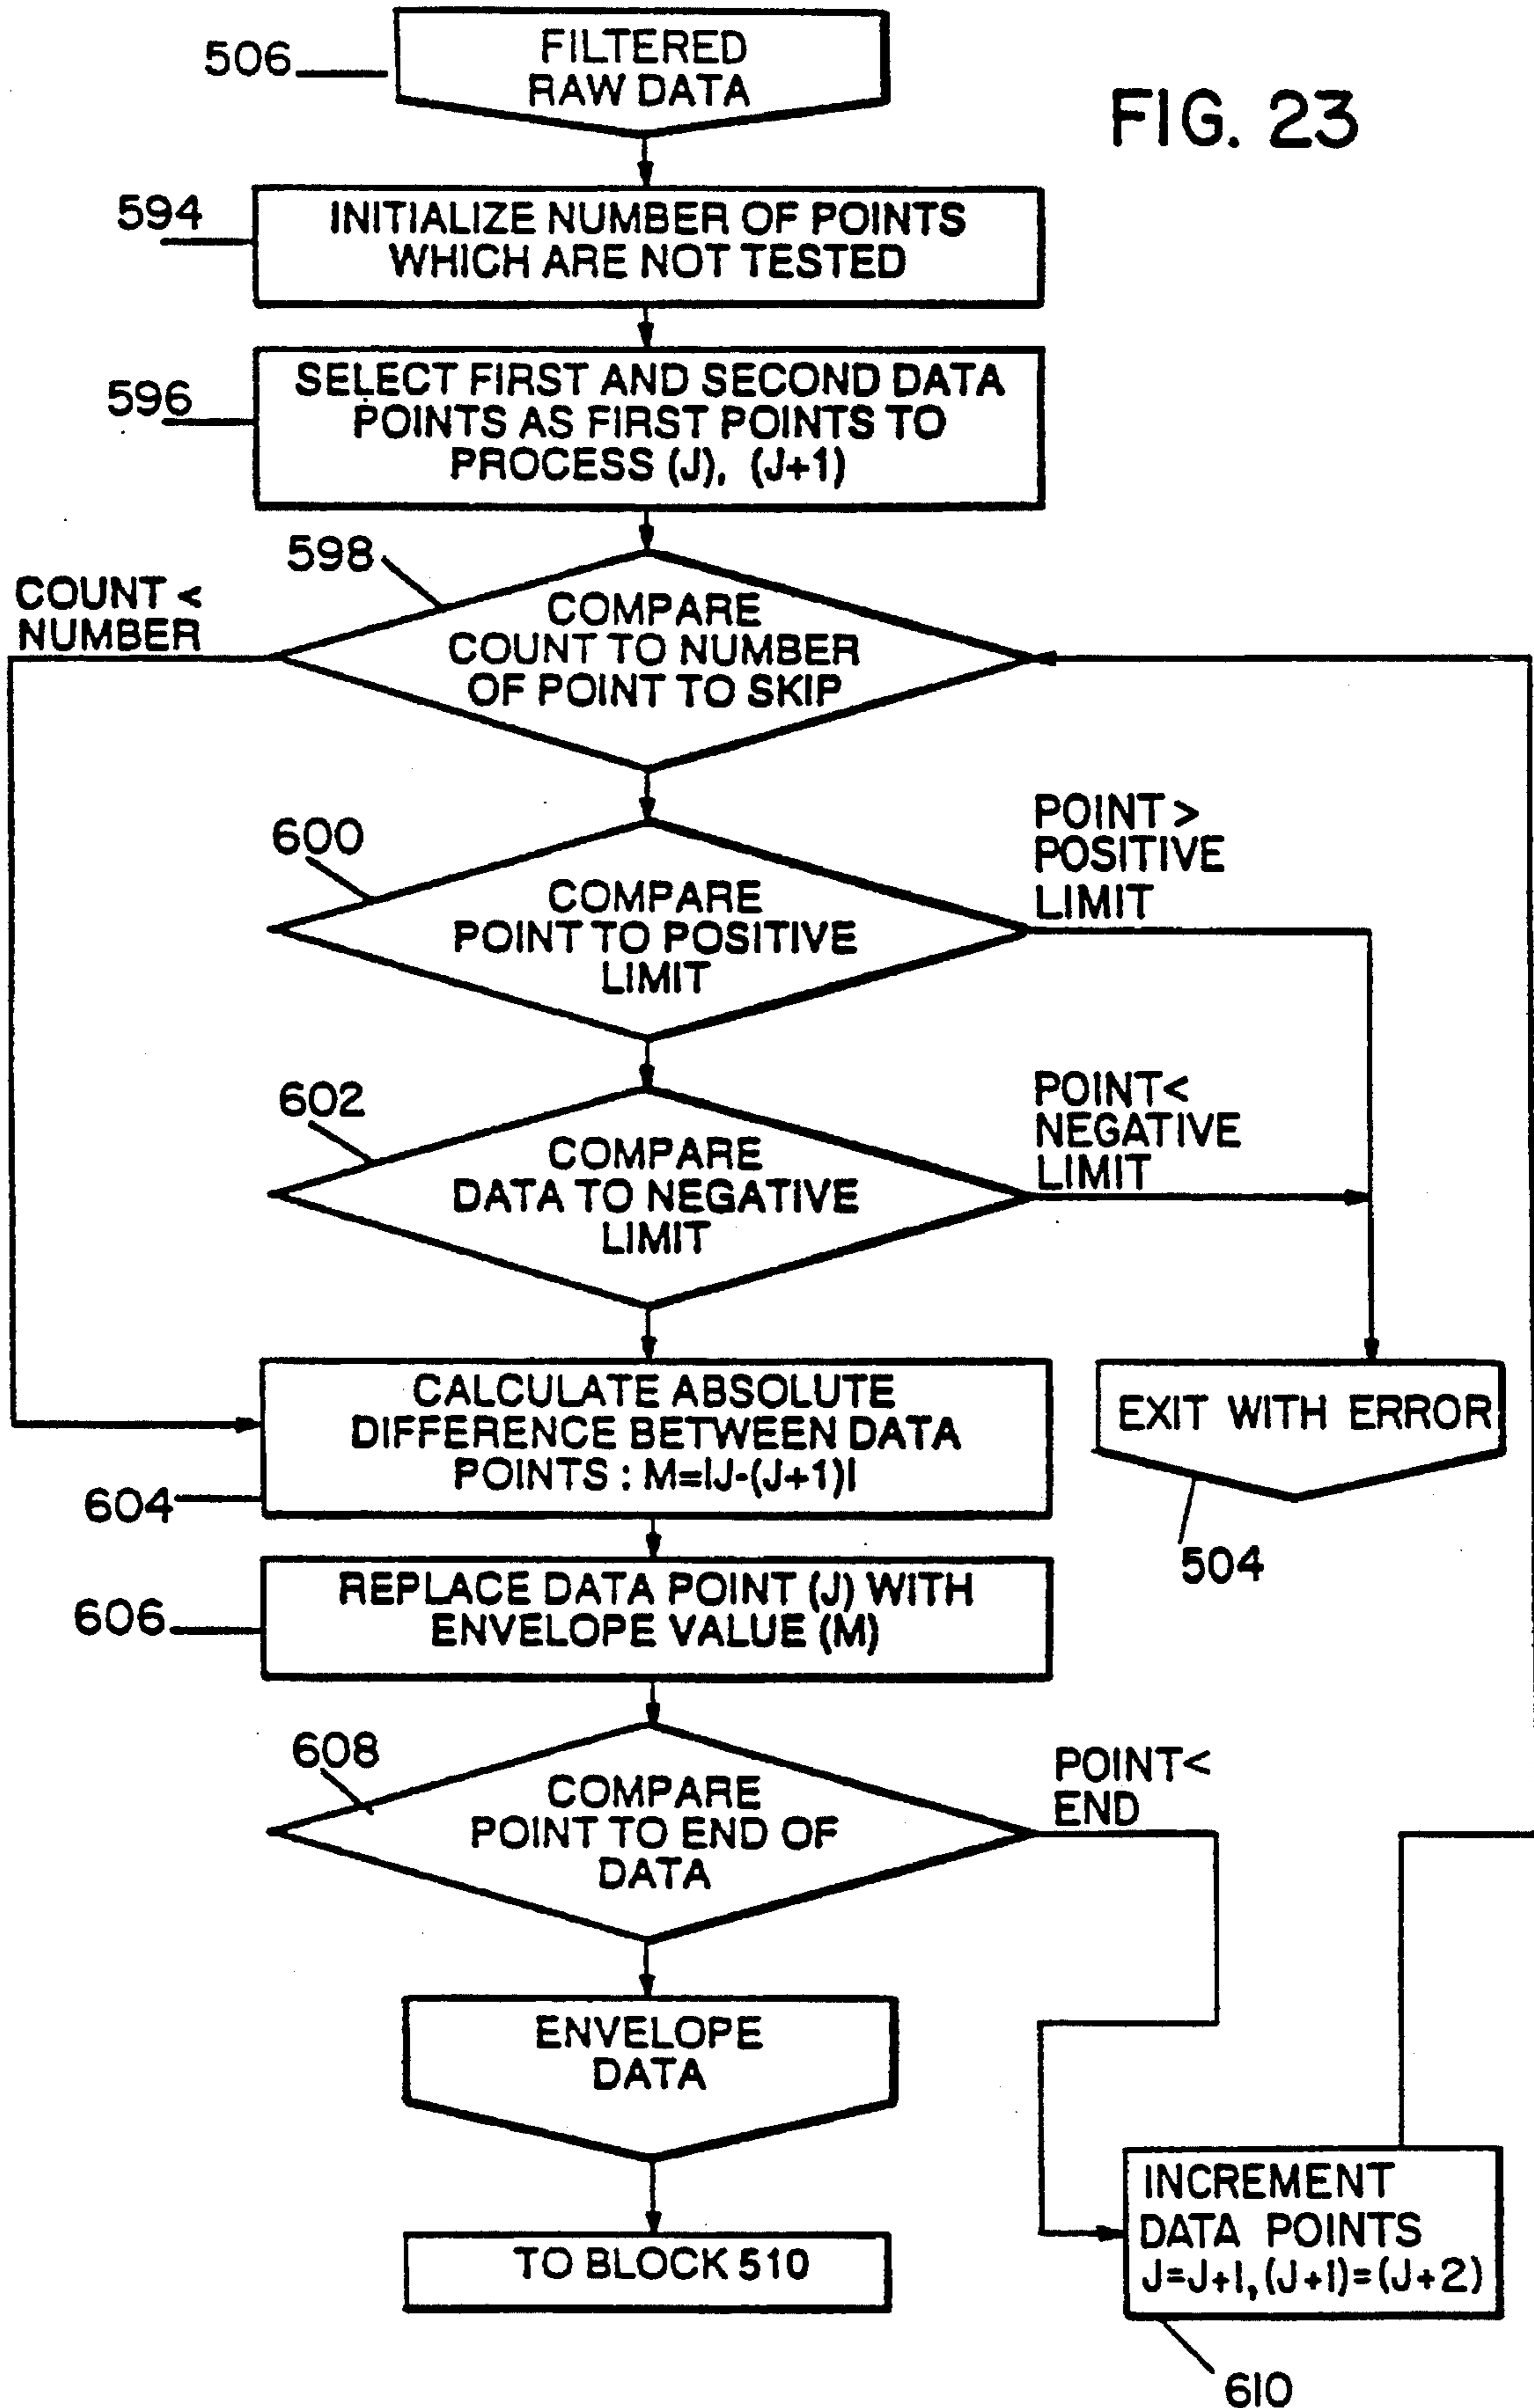 506
FILTERED
RAW DATA
FIG. 23
594
INITIALIZE NUMBER OF POINTS
WHICH ARE NOT TESTED
596
SELECT FIRST AND SECOND DATA
POINTS AS FIRST POINTS TO
PROCESS (J), (J+1)
598
COUNT <
NUMBER
COMPARE
COUNT TO NUMBER
OF POINT TO SKIP
600
COMPARE
POINT TO POSITIVE
LIMIT
POINT >
POSITIVE
LIMIT
602
COMPARE
DATA TO NEGATIVE
LIMIT
POINT<
NEGATIVE
LIMIT
604
CALCULATE ABSOLUTE
DIFFERENCE BETWEEN DATA
POINTS : M=|J-(J+1)|
EXIT WITH ERROR
504
606
REPLACE DATA POINT (J) WITH
ENVELOPE VALUE (M)
608
COMPARE
POINT TO END OF
DATA
POINT<
END
ENVELOPE
DATA
TO BLOCK 510
INCREMENT
DATA POINTS
J=J+1, (J+1)=(J+2)
610